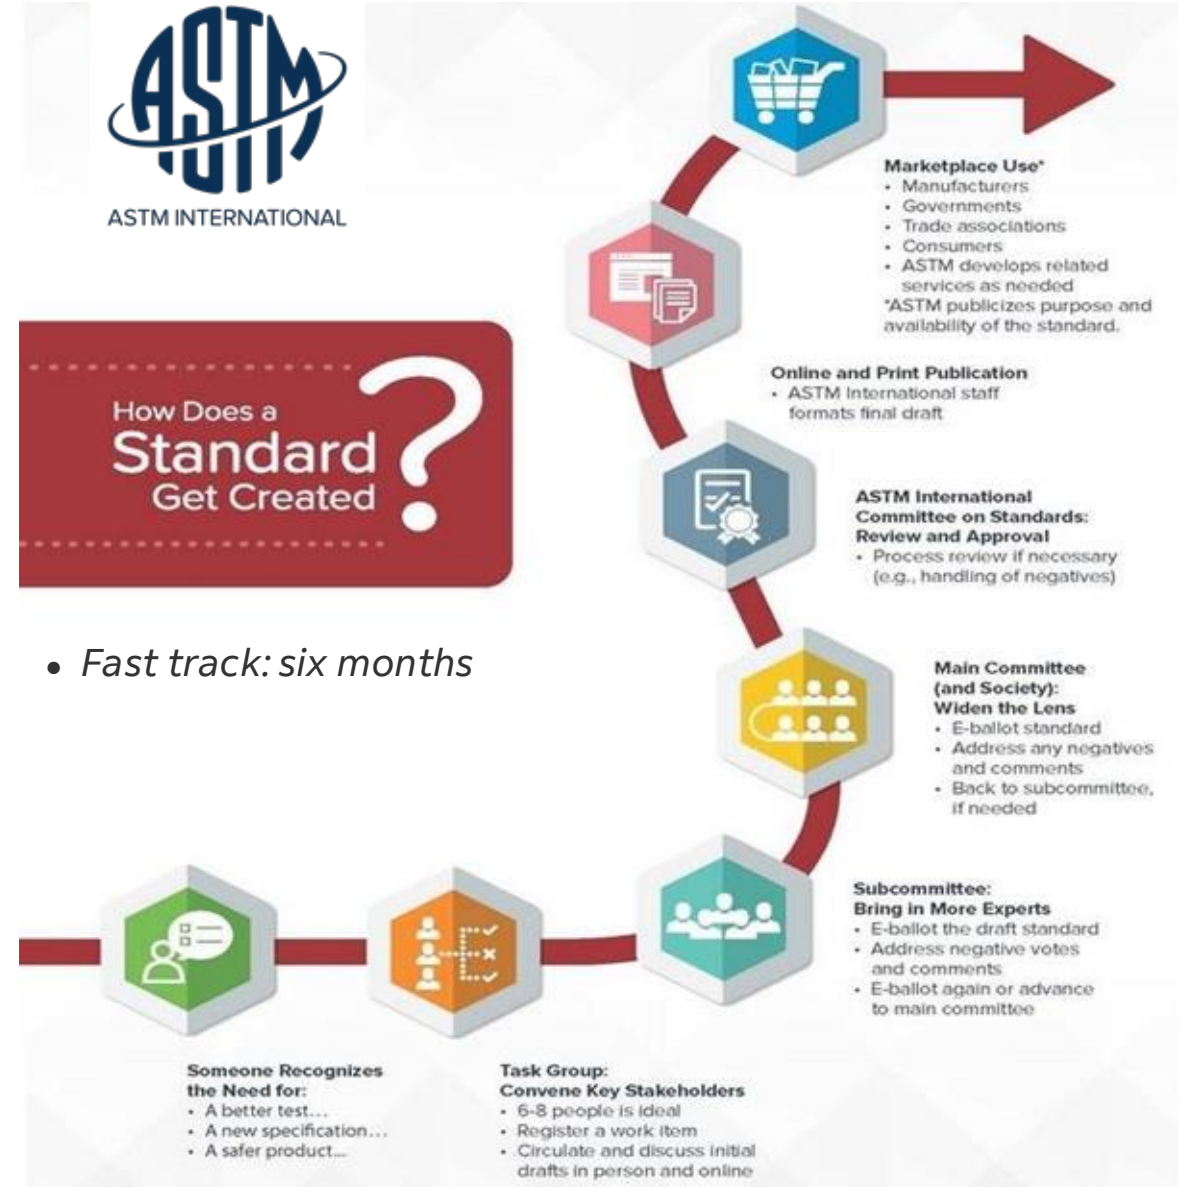 ASTM
ASTM INTERNATIONAL
How Does a
Standard
Get Created
?
• Fast track: six months
Marketplace Use*
• Manufacturers
• Governments
• Trade associations
• Consumers
• ASTM develops related
services as needed
*ASTM publicizes purpose and
availability of the standard.
Online and Print Publication
• ASTM International staff
formats final draft
ASTM International
Committee on Standards:
Review and Approval
• Process review if necessary
(e.g., handling of negatives)
Main Committee
(and Society):
Widen the Lens
• E-ballot standard
• Address any negatives
and comments
• Back to subcommittee,
if needed
Subcommittee:
Bring in More Experts
• E-ballot the draft standard
• Address negative votes
and comments
• E-ballot again or advance
to main committee
Someone Recognizes
the Need for:
• A better test...
• A new specification...
• A safer product...
Task Group:
Convene Key Stakeholders
• 6-8 people is ideal
• Register a work item
• Circulate and discuss initial
drafts in person and online